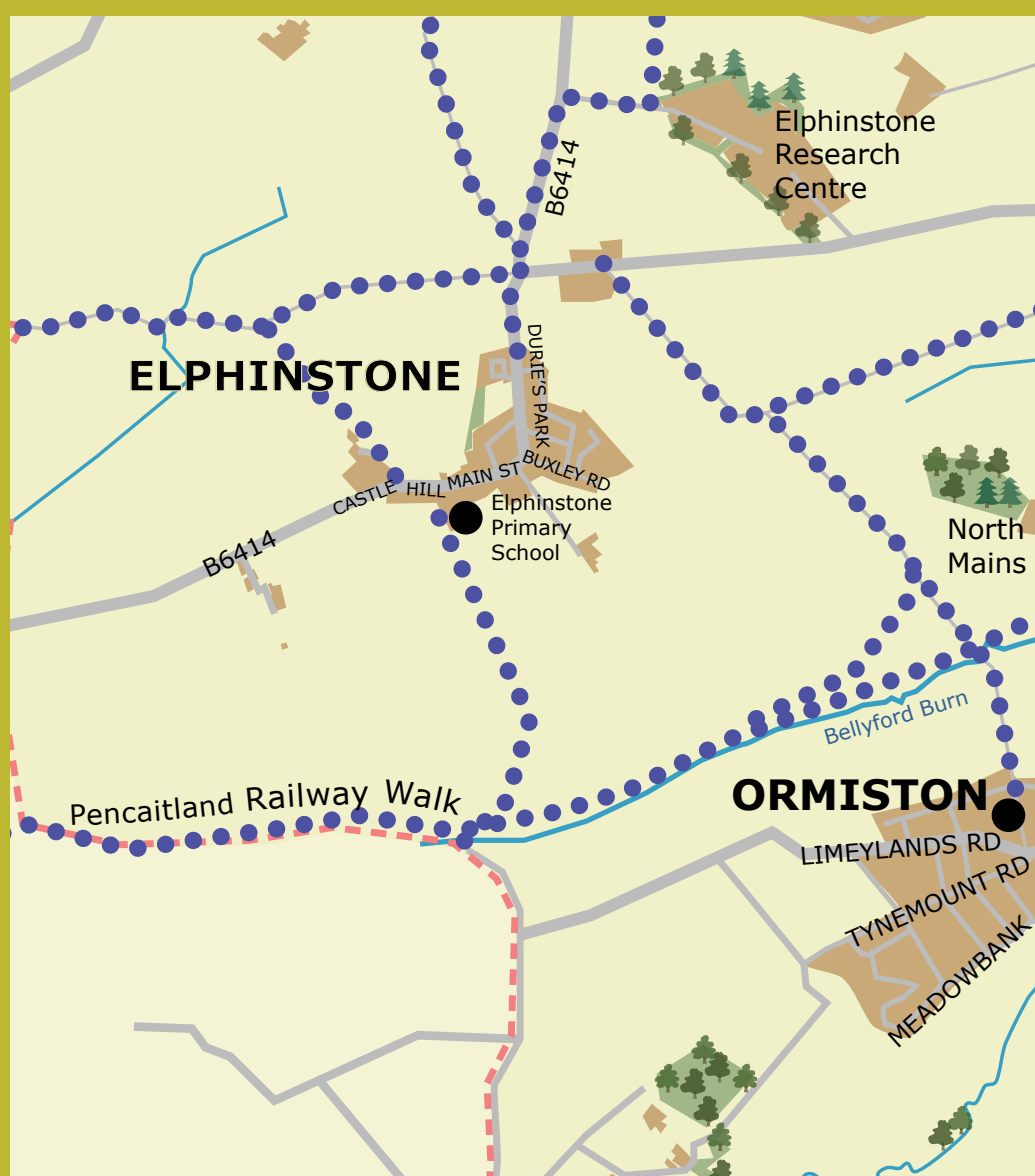 B6414
Elphinstone
Research
Centre
ELPHINSTONE
DURIE'S PARK
CASTLE HILL
MAIN ST
BUXLEY RD
Elphinstone
Primary
School
B6414
North
Mains
Bellyford Burn
Pencaitland Railway Walk
ORMISTON
LIMEYLANDS RD
TYNEMOUNT RD
MEADOWBANK